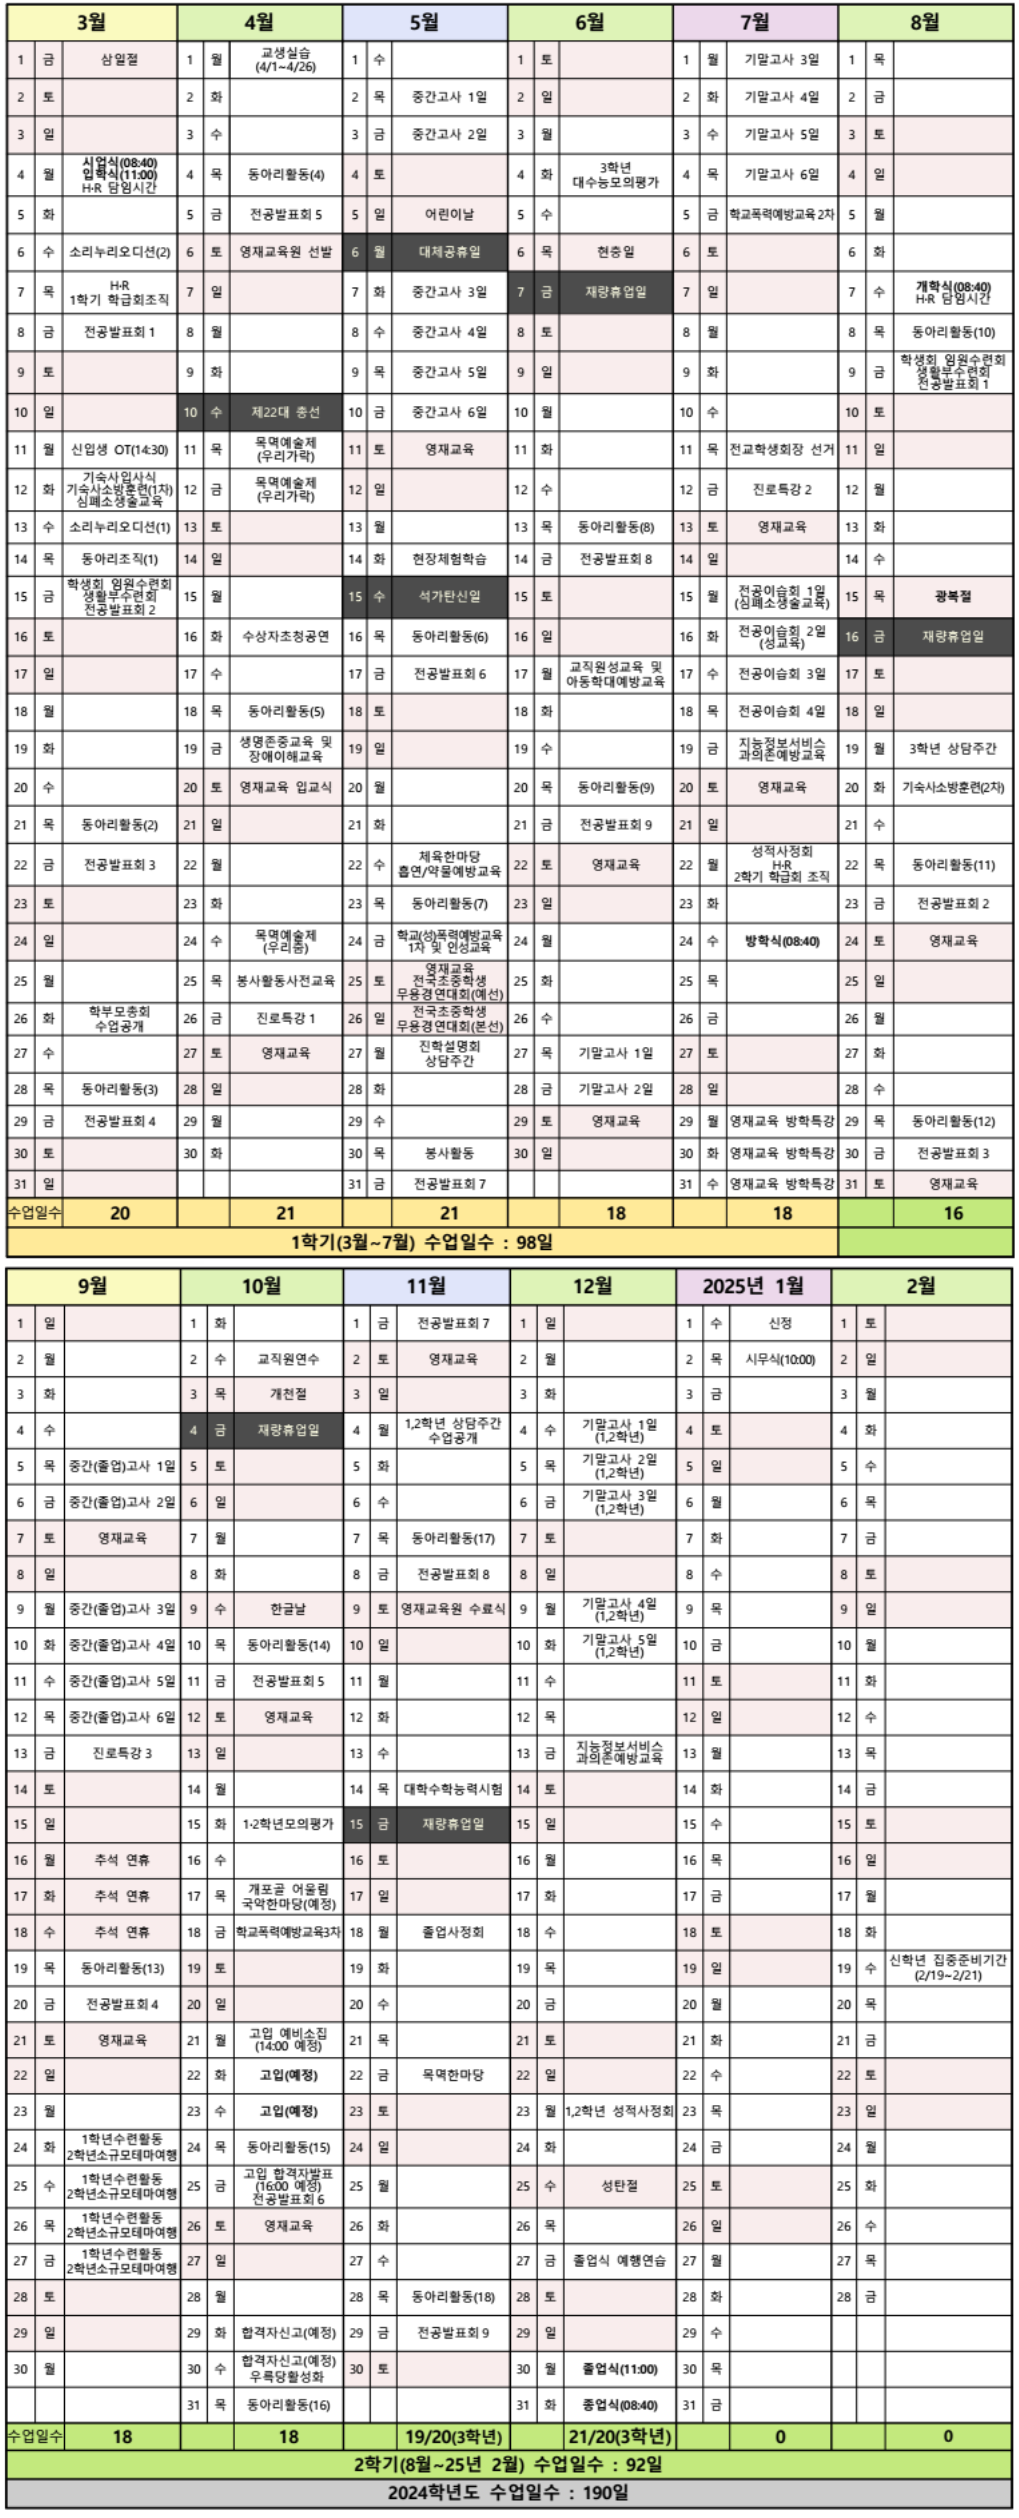 3월 4월 5월 6월 7월 8월
1 금 삼일절 1 월 교생실습 1 수 1 토 1 월 기말고사 3일 1 목
(4/1~4/26)
2 토 2 화 2 목 중간고사 1일 2 일 2 화 기말고사 4일 2 금
3 일 3 수 3 금 중간고사 2일 3 월 3 수 기말고사 5일 3 토
시업식(08:40)
4 월 입학식(11:00) 4 목 동아리활동(4) 4 토 4 화 3학년 4 목 기말고사 6일 4 일
H·R 담임시간 대수능모의평가
5 화 5 금 전공발표회 5 5 일 어린이날 5 수 5 금 학교폭력예방교육 2차 5 월
6 수 소리누리오디션(2) 6 토 영재교육원 선발 6 월 대체공휴일 6 목 현충일 6 토 6 화
7 목 H·R 7 일 7 화 중간고사 3일 7 금 재량휴업일 7 일 7 수 개학식(08:40)
1학기 학급회조직 H·R 담임시간
8 금 전공발표회 1 8 월 8 수 중간고사 4일 8 토 8 월 8 목 동아리활동(10)
학생회 임원수련회
9 토 9 화 9 목 중간고사 5일 9 일 9 화 9 금 생활부수련회
전공발표회 1
10 일 10 수 제22대 총선 10 금 중간고사 6일 10 월 10 수 10 토
11 월 신입생 OT(14:30) 11 목 목멱예술제 11 토 영재교육 11 화 11 목 전교학생회장 선거 11 일
(우리가락)
기숙사입사식
12 화 기숙사소방훈련(1차) 12 금 목멱예술제 12 일 12 수 12 금 진로특강 2 12 월
심폐소생술교육 (우리가락)
13 수 소리누리오디션(1) 13 토 13 월 13 목 동아리활동(8) 13 토 영재교육 13 화
14 목 동아리조직(1) 14 일 14 화 현장체험학습 14 금 전공발표회 8 14 일 14 수
학생회 임원수련회
15 금 생활부수련회 15 월 15 수 석가탄신일 15 토 15 월 전공이습회 1일 15 목 광복절
전공발표회 2 (심폐소생술교육)
16 토 16 화 수상자초청공연 16 목 동아리활동(6) 16 일 16 화 전공이습회 2일 16 금 재량휴업일
(성교육)
17 일 17 수 17 금 전공발표회 6 17 월 교직원성교육 및 17 수 전공이습회 3일 17 토
아동학대예방교육
18 월 18 목 동아리활동(5) 18 토 18 화 18 목 전공이습회 4일 18 일
19 화 19 금 생명존중교육 및 19 일 19 수 19 금 지능정보서비스 19 월 3학년 상담주간
장애이해교육 과의존예방교육
20 수 20 토 영재교육 입교식 20 월 20 목 동아리활동(9) 20 토 영재교육 20 화 기숙사소방훈련(2차)
21 목 동아리활동(2) 21 일 21 화 21 금 전공발표회 9 21 일 21 수
22 금 전공발표회 3 22 월 22 수 체육한마당 22 토 영재교육 22 월 성적사정회 22 목 동아리활동(11)
흡연/약물예방교육 H·R
2학기 학급회 조직
23 토 23 화 23 목 동아리활동(7) 23 일 23 화 23 금 전공발표회 2
24 일 24 수 목멱예술제 24 금 학교(성)폭력예방교육 24 월 24 수 방학식(08:40) 24 토 영재교육
(우리춤) 1차 및 인성교육
영재교육
25 월 25 목 봉사활동사전교육 25 토 전국초중학생 25 화 25 목 25 일
무용경연대회(예선)
26 화 학부모총회 26 금 진로특강 1 26 일 전국초중학생 26 수 26 금 26 월
수업공개 무용경연대회(본선)
27 수 27 토 영재교육 27 월 진학설명회 27 목 기말고사 1일 27 토 27 화
상담주간
28 목 동아리활동(3) 28 일 28 화 28 금 기말고사 2일 28 일 28 수
29 금 전공발표회 4 29 월 29 수 29 토 영재교육 29 월 영재교육 방학특강 29 목 동아리활동(12)
30 토 30 화 30 목 봉사활동 30 일 30 화 영재교육 방학특강 30 금 전공발표회 3
31 일 31 금 전공발표회 7 31 수 영재교육 방학특강 31 토 영재교육
수업일수 20 21 21 18 18 16
1학기(3월~7월) 수업일수 : 98일
9월 10월 11월 12월 2025년 1월 2월
1 일 1 화 1 금 전공발표회 7 1 일 1 수 신정 1 토
2 월 2 수 교직원연수 2 토 영재교육 2 월 2 목 시무식(10:00) 2 일
3 화 3 목 개천절 3 일 3 화 3 금 3 월
4 수 4 금 재량휴업일 4 월 1,2학년 상담주간 4 수 기말고사 1일 4 토 4 화
수업공개 (1,2학년)
5 목 중간(졸업)고사 1일 5 토 5 화 5 목 기말고사 2일 5 일 5 수
(1,2학년)
6 금 중간(졸업)고사 2일 6 일 6 수 6 금 기말고사 3일 6 월 6 목
(1,2학년)
7 토 영재교육 7 월 7 목 동아리활동(17) 7 토 7 화 7 금
8 일 8 화 8 금 전공발표회 8 8 일 8 수 8 토
9 월 중간(졸업)고사 3일 9 수 한글날 9 토 영재교육원 수료식 9 월 기말고사 4일 9 목 9 일
(1,2학년)
10 화 중간(졸업)고사 4일 10 목 동아리활동(14) 10 일 10 화 기말고사 5일 10 금 10 월
(1,2학년)
11 수 중간(졸업)고사 5일 11 금 전공발표회 5 11 월 11 수 11 토 11 화
12 목 중간(졸업)고사 6일 12 토 영재교육 12 화 12 목 12 일 12 수
13 금 진로특강 3 13 일 13 수 13 금 지능정보서비스 13 월 13 목
과의존예방교육
14 토 14 월 14 목 대학수학능력시험 14 토 14 화 14 금
15 일 15 화 1·2학년모의평가 15 금 재량휴업일 15 일 15 수 15 토
16 월 추석 연휴 16 수 16 토 16 월 16 목 16 일
17 화 추석 연휴 17 목 개포골 어울림 17 일 17 화 17 금 17 월
국악한마당(예정)
18 수 추석 연휴 18 금 학교폭력예방교육3차 18 월 졸업사정회 18 수 18 토 18 화
19 목 동아리활동(13) 19 토 19 화 19 목 19 일 19 수 신학년 집중준비기간
(2/19~2/21)
20 금 전공발표회 4 20 일 20 수 20 금 20 월 20 목
21 토 영재교육 21 월 고입 예비소집 21 목 21 토 21 화 21 금
(14:00 예정)
22 일 22 화 고입(예정) 22 금 목멱한마당 22 일 22 수 22 토
23 월 23 수 고입(예정) 23 토 23 월 1,2학년 성적사정회 23 목 23 일
24 화 1학년수련활동 24 목 동아리활동(15) 24 일 24 화 24 금 24 월
2학년소규모테마여행
25 수 1학년수련활동 25 금 고입 합격자발표 25 월 25 수 성탄절 25 토 25 화
2학년소규모테마여행 (16:00 예정)
전공발표회 6
26 목 1학년수련활동 26 토 영재교육 26 화 26 목 26 일 26 수
2학년소규모테마여행
27 금 1학년수련활동 27 일 27 수 27 금 졸업식 예행연습 27 월 27 목
2학년소규모테마여행
28 토 28 월 28 목 동아리활동(18) 28 토 28 화 28 금
29 일 29 화 합격자신고(예정) 29 금 전공발표회 9 29 일 29 수
30 월 30 수 합격자신고(예정) 30 토 30 월 졸업식(11:00) 30 목
우륵당활성화
31 목 동아리활동(16) 31 화 종업식(08:40) 31 금
수업일수 18 18 19/20(3학년) 21/20(3학년) 0 0
2학기(8월~25년 2월) 수업일수 : 92일
2024학년도 수업일수 : 190일